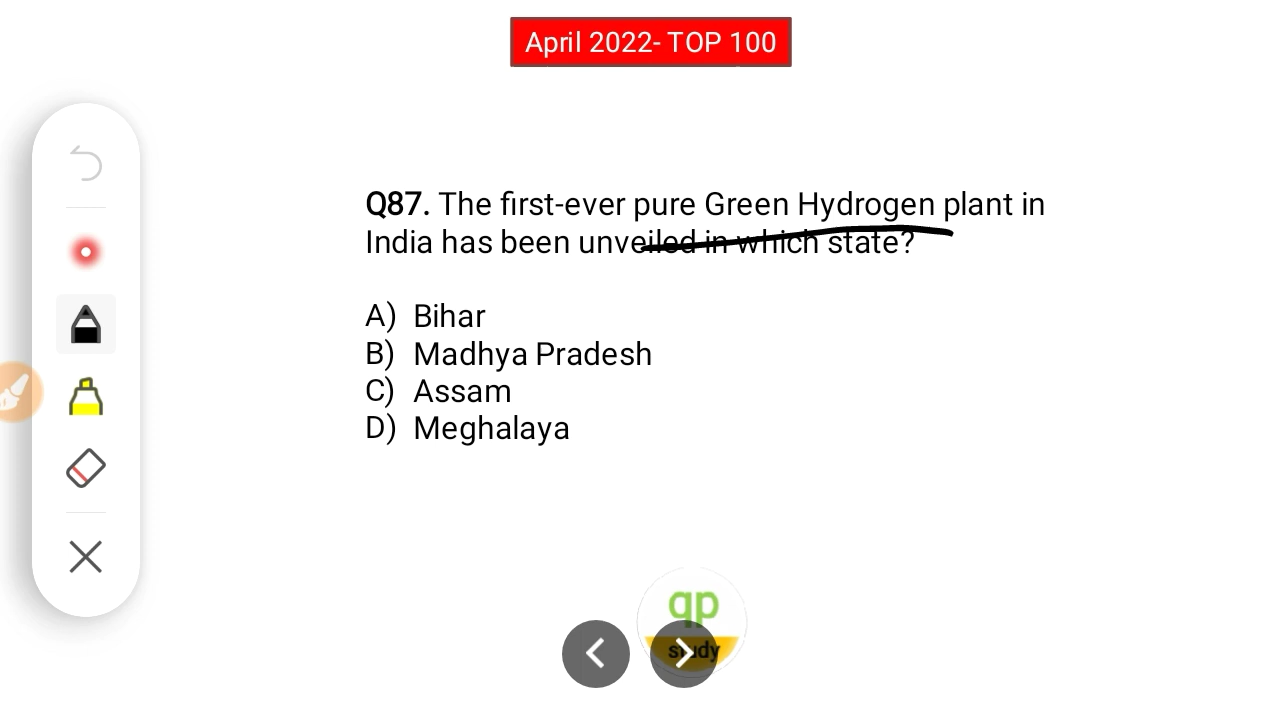 April 2022- TOP 100
Q87. The first-ever pure Green Hydrogen plant in
India has been unveiled in which state?
A) Bihar
B) Madhya Pradesh
C) Assam
D) Meghalaya
qp
study